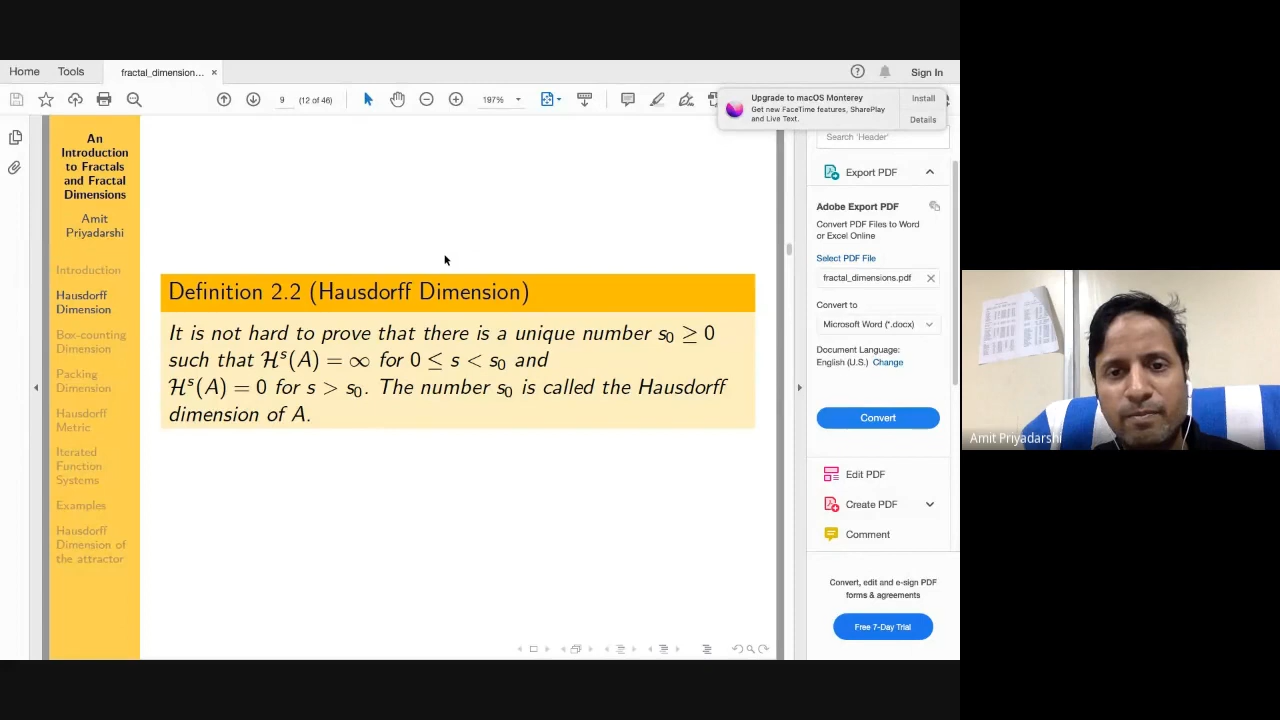 Home Tools fractal_dimension... ×
? Sign In
9 (12 of 46) 197%
Upgrade to macOS Monterey
Get new FaceTime features, SharePlay
and Live Text.
Install
Details
An
Introduction
to Fractals
and Fractal
Dimensions
Amit
Priyadarshi
Introduction
Hausdorff
Dimension
Box-counting
Dimension
Packing
Dimension
Hausdorff
Metric
Iterated
Function
Systems
Examples
Hausdorff
Dimension of
the attractor
Definition 2.2 (Hausdorff Dimension)
It is not hard to prove that there is a unique number s₀ ≥ 0
such that ℋˢ(A) = ∞ for 0 ≤ s < s₀ and
ℋˢ(A) = 0 for s > s₀. The number s₀ is called the Hausdorff
dimension of A.
Search 'Header'
Export PDF
Adobe Export PDF
Convert PDF Files to Word
or Excel Online
Select PDF File
fractal_dimensions.pdf ×
Convert to
Microsoft Word (*.docx)
Document Language:
English (U.S.) Change
Convert
Edit PDF
Create PDF
Comment
Convert, edit and e-sign PDF
forms & agreements
Free 7-Day Trial
Amit Priyadarshi